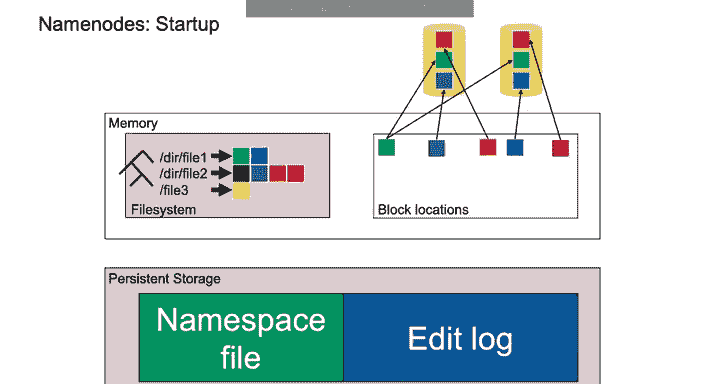 Namenodes: Startup
Memory
/dir/file1
/dir/file2
/file3
Filesystem
Block locations
Persistent Storage
Namespace
file
Edit log